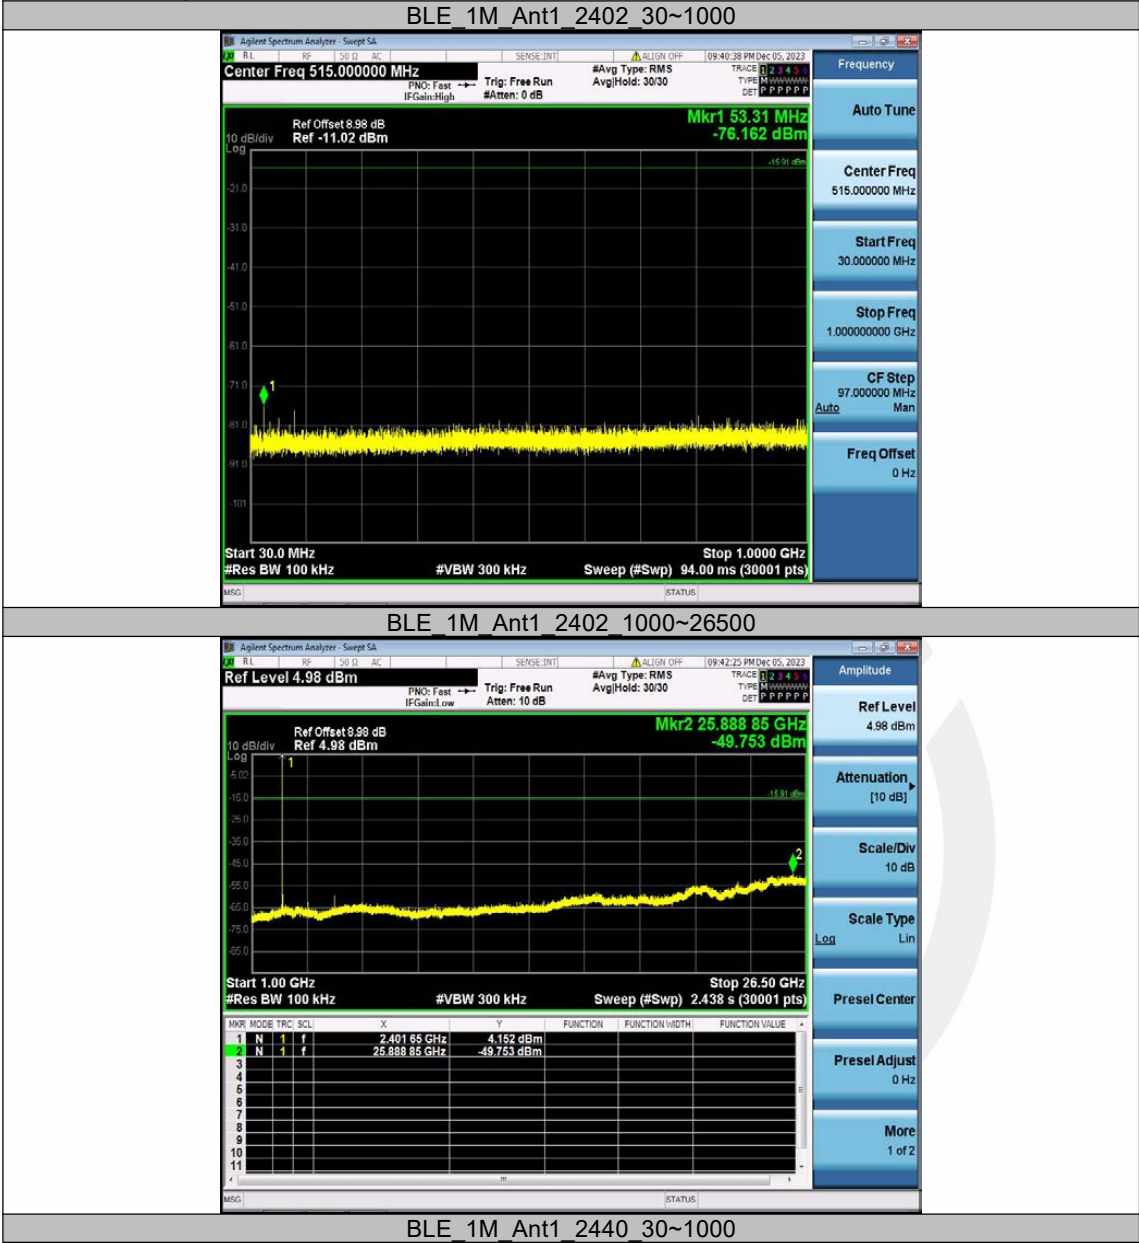 BLE_1M_Ant1_2402_30~1000
Agilent Spectrum Analyzer - Swept SA
RL RF 50 Ω AC SENSE:INT ALIGN OFF 09:40:38 PM Dec 05, 2023
Center Freq 515.000000 MHz
PNO: Fast
IFGain:High
Trig: Free Run
#Atten: 0 dB
#Avg Type: RMS
Avg|Hold: 30/30
TRACE 1 2 3 4 5 6
TYPE M
DET P P P P P P
Frequency
Auto Tune
Center Freq
515.000000 MHz
Start Freq
30.000000 MHz
Stop Freq
1.000000000 GHz
CF Step
97.000000 MHz
Auto Man
Freq Offset
0 Hz
Mkr1 53.31 MHz
-76.162 dBm
Ref Offset 8.98 dB
10 dB/div Ref -11.02 dBm
Log
-15.91 dBm
-21.0
-31.0
-41.0
-51.0
-61.0
-71.0
1
-81.0
-91.0
-101
Start 30.0 MHz Stop 1.0000 GHz
#Res BW 100 kHz #VBW 300 kHz Sweep (#Swp) 94.00 ms (30001 pts)
MSG STATUS
BLE_1M_Ant1_2402_1000~26500
Agilent Spectrum Analyzer - Swept SA
RL RF 50 Ω AC SENSE:INT ALIGN OFF 09:42:25 PM Dec 05, 2023
Ref Level 4.98 dBm
PNO: Fast
IFGain:Low
Trig: Free Run
Atten: 10 dB
#Avg Type: RMS
Avg|Hold: 30/30
TRACE 1 2 3 4 5 6
TYPE M
DET P P P P P P
Amplitude
Ref Level
4.98 dBm
Attenuation
[10 dB]
Scale/Div
10 dB
Scale Type
Log Lin
Presel Center
Presel Adjust
0 Hz
More
1 of 2
Mkr2 25.888 85 GHz
-49.753 dBm
Ref Offset 8.98 dB
10 dB/div Ref 4.98 dBm
Log
1
-5.02
-15.0
-15.91 dBm
-25.0
-35.0
-45.0
2
-55.0
-65.0
-75.0
-85.0
Start 1.00 GHz Stop 26.50 GHz
#Res BW 100 kHz #VBW 300 kHz Sweep (#Swp) 2.438 s (30001 pts)
MKR MODE TRC SCL X Y FUNCTION FUNCTION WIDTH FUNCTION VALUE
1 N 1 f 2.401 65 GHz 4.152 dBm
2 N 1 f 25.888 85 GHz -49.753 dBm
3
4
5
6
7
8
9
10
11
MSG STATUS
BLE_1M_Ant1_2440_30~1000